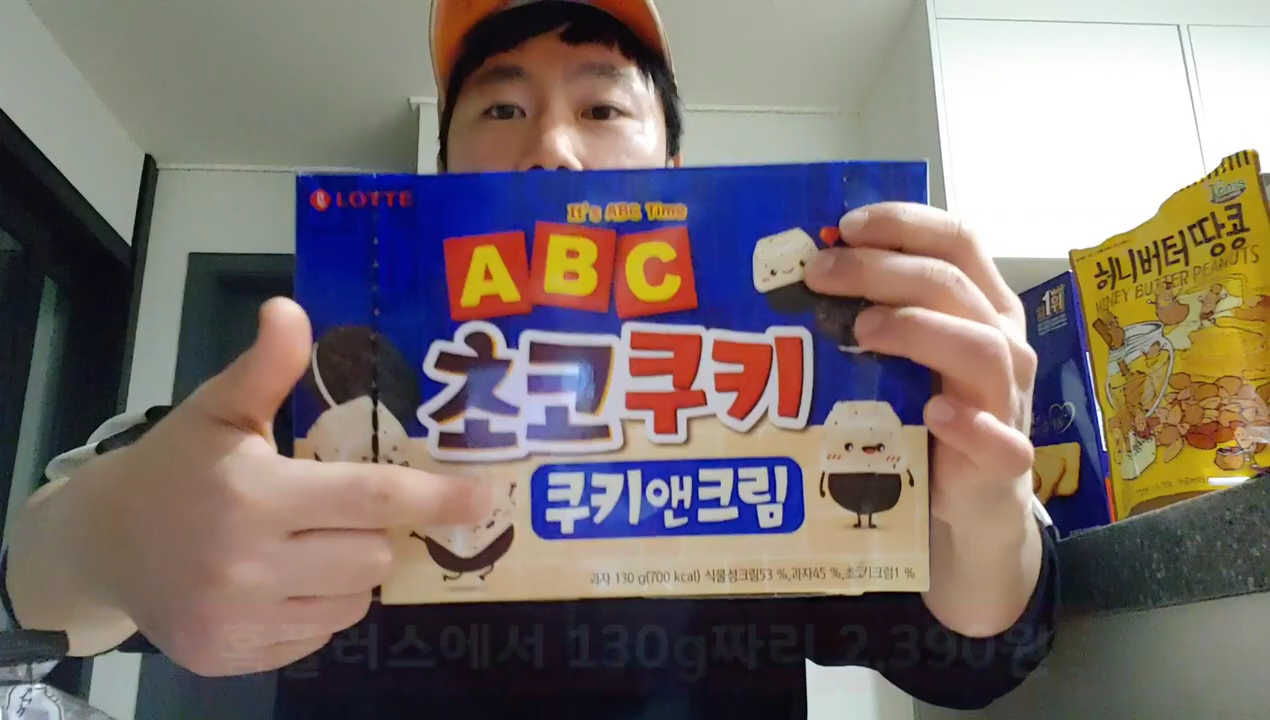 LOTTE
It's ABC Time
ABC
초코쿠키
쿠키앤크림
과자 130 g(700 kcal) 식물성크림53 %,과자45 %,초코크럼1 %
1위
Tom's
허니버터땅콩
HONEY BUTTER PEANUTS
홈플러스에서 130g짜리 2,390원